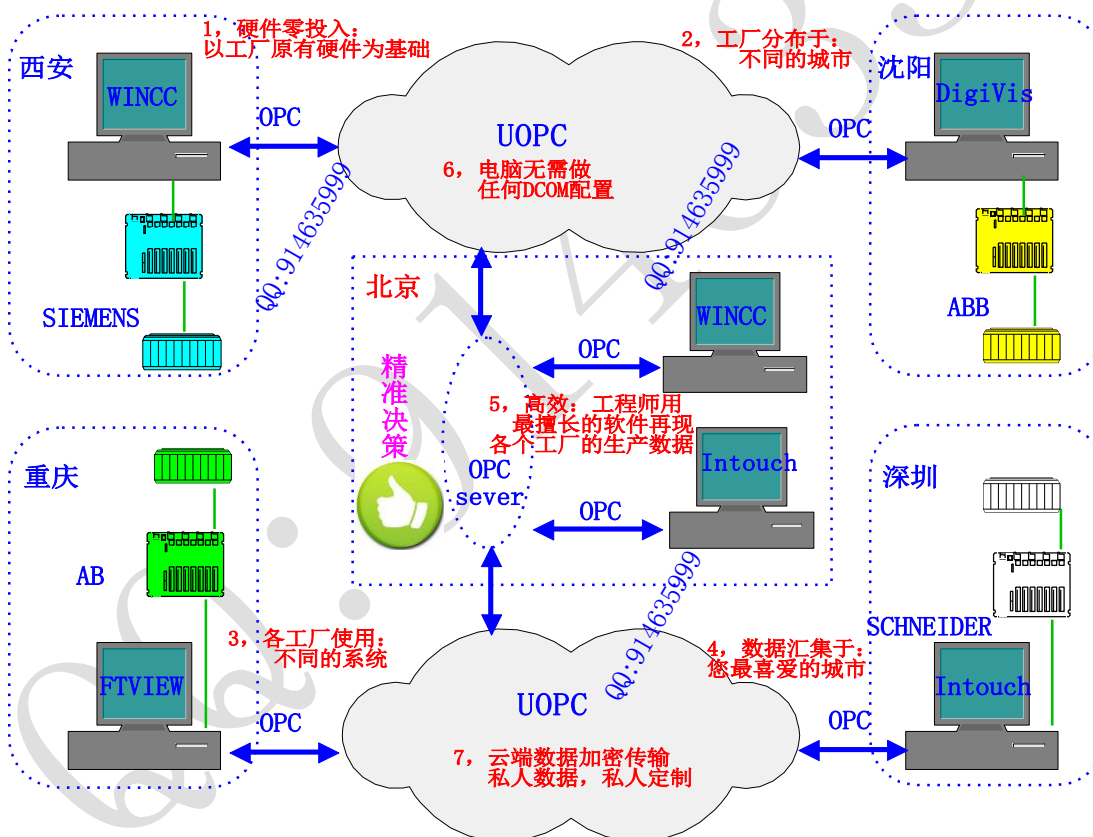 1，硬件零投入：
以工厂原有硬件为基础
2，工厂分布于：
不同的城市
西安
WINCC
OPC
UOPC
6，电脑无需做
任何DCOM配置
沈阳
DigiVis
OPC
SIEMENS
QQ:914635999
QQ:914635999
ABB
北京
WINCC
OPC
精准决策
5，高效：工程师用
最擅长的软件再现
各个工厂的生产数据
OPC
sever
Intouch
OPC
重庆
AB
FTVIEW
OPC
深圳
SCHNEIDER
Intouch
OPC
3，各工厂使用：
不同的系统
QQ:914635999
4，数据汇集于：
您最喜爱的城市
UOPC
7，云端数据加密传输
私人数据，私人定制